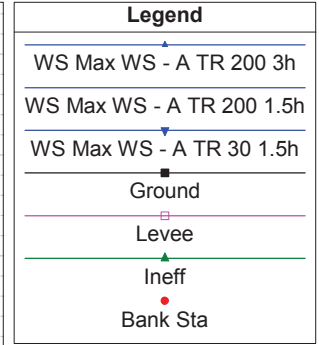 Legend
WS Max WS - A TR 200 3h
WS Max WS - A TR 200 1.5h
WS Max WS - A TR 30 1.5h
Ground
Levee
Ineff
Bank Sta